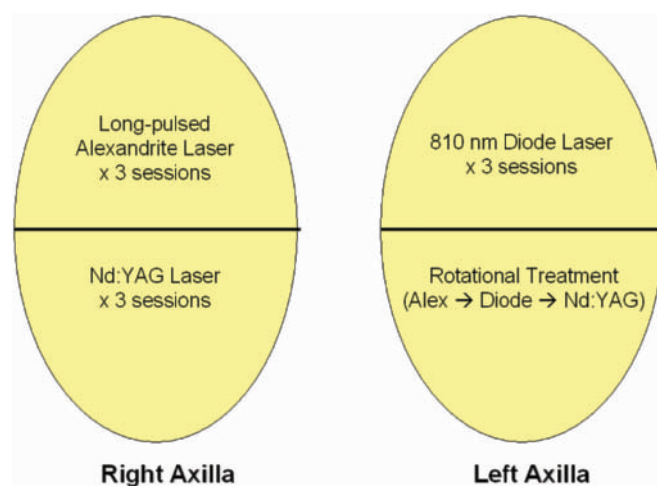 Long-pulsed
Alexandrite Laser
x 3 sessions
Nd:YAG Laser
x 3 sessions
Right Axilla
810 nm Diode Laser
x 3 sessions
Rotational Treatment
(Alex → Diode → Nd:YAG)
Left Axilla